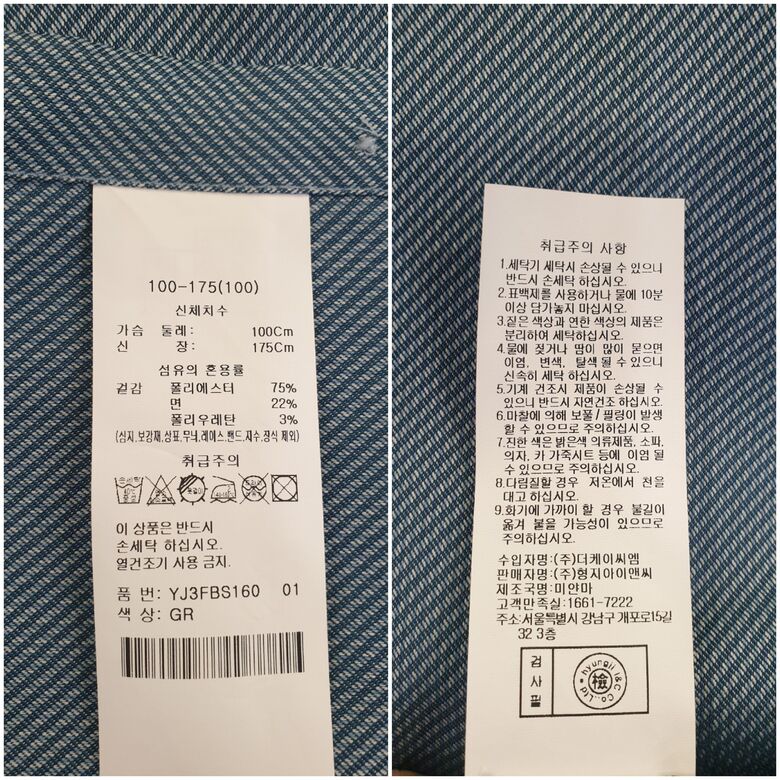 100-175(100)
신체치수
가슴 둘레: 100Cm
신 장: 175Cm
섬유의 혼용률
겉감 폴리에스터 75%
면 22%
폴리우레탄 3%
(심지,보강재,상표,무늬,레이스,밴드,자수,장식 제외)
취급주의
이 상품은 반드시
손세탁 하십시오.
열건조기 사용 금지.
품 번: YJ3FBS160 01
색 상: GR
취급주의 사항
1.세탁기 세탁시 손상될 수 있으니
반드시 손세탁 하십시오.
2.표백제를 사용하거나 물에 10분
이상 담가놓지 마십시오.
3.짙은 색상과 연한 색상의 제품은
분리하여 세탁하십시오.
4.물에 젖거나 땀이 많이 묻으면
이염, 변색, 탈색 될 수 있으니
신속히 세탁 하십시오.
5.기계 건조시 제품이 손상될 수
있으니 반드시 자연건조 하십시오.
6.마찰에 의해 보풀/필링이 발생
할 수 있으므로 주의하십시오.
7.진한 색은 밝은색 의류제품, 소파,
의자, 카 가죽시트 등에 이염 될
수 있으므로 주의하십시오.
8.다림질할 경우 저온에서 천을
대고 하십시오.
9.화기에 가까이 할 경우 불길이
옮겨 붙을 가능성이 있으므로
주의하십시오.
수입자명:(주)더케이씨엠
판매자명:(주)형지아이앤씨
제조국명:미얀마
고객만족실:1661-7222
주소:서울특별시 강남구 개포로15길
32 3층
검사필
hyungji I&C Co.,Ltd
檢